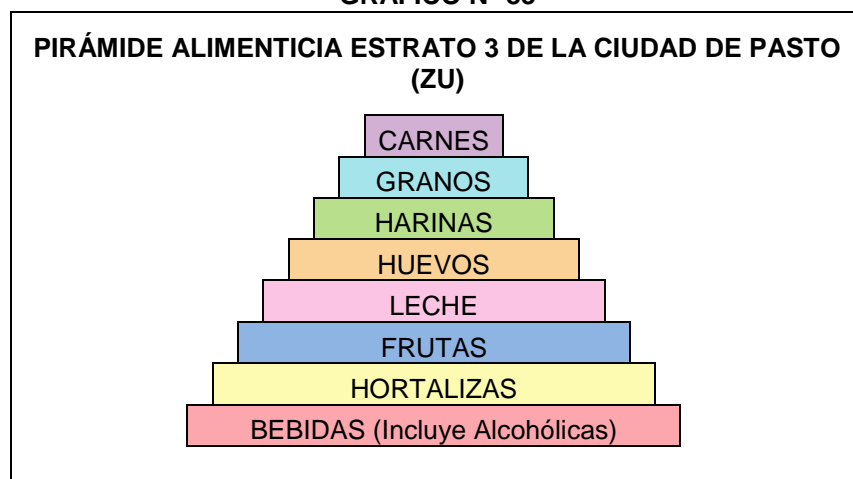 PIRÁMIDE ALIMENTICIA ESTRATO 3 DE LA CIUDAD DE PASTO
(ZU)
CARNES
GRANOS
HARINAS
HUEVOS
LECHE
FRUTAS
HORTALIZAS
BEBIDAS (Incluye Alcohólicas)